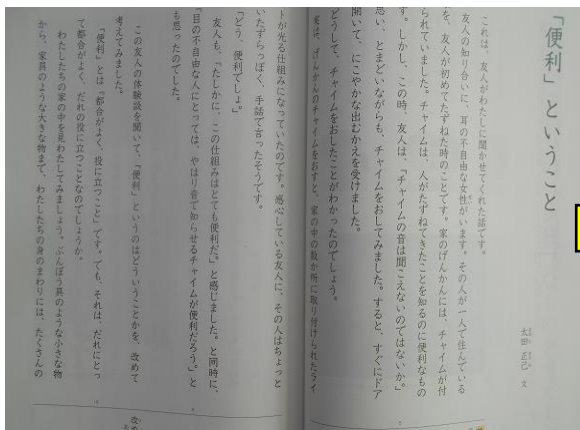 「便利」ということ
太田 正己 文
これは、友人がわたしに聞かせてくれた話です。
友人の知り合いに、耳の不自由な女性がいます。その人が一人で住んでいる
を、友人が初めてたずねた時のことです。家のげんかんには、チャイムが付
られていました。チャイムは、人がたずねてきたことを知るのに便利なもの
す。しかし、この時、友人は、「チャイムの音は聞こえないのではないか。」
思い、とまどいながらも、チャイムをおしてみました。すると、すぐにドア
開いて、にこやかな出むかえを受けました。
どうして、チャイムをおしたことがわかったのでしょう。
実は、げんかんのチャイムをおすと、家の中の数か所に取り付けられたライ
トが光る仕組みになっていたのです。感心している友人に、その人はちょっと
いたずらっぽく、手話で言ったそうです。
「どう、便利でしょ。」
友人も、「たしかに、この仕組みはとても便利だ。」と感じました。と同時に、
「目の不自由な人にとっては、やはり音で知らせるチャイムが便利だろう。」と
も思ったのでした。
この友人の体験談を聞いて、「便利」というのはどういうことかを、改めて
考えてみました。
「便利」とは「都合がよく、役に立つこと」です。でも、それは、だれにとっ
て都合がよく、だれの役に立つことなのでしょうか。
わたしたちの家の中を見わたしてみましょう。ぶんぼう具のような小さな物
から、家具のような大きな物まで、わたしたちの身のまわりには、たくさんの